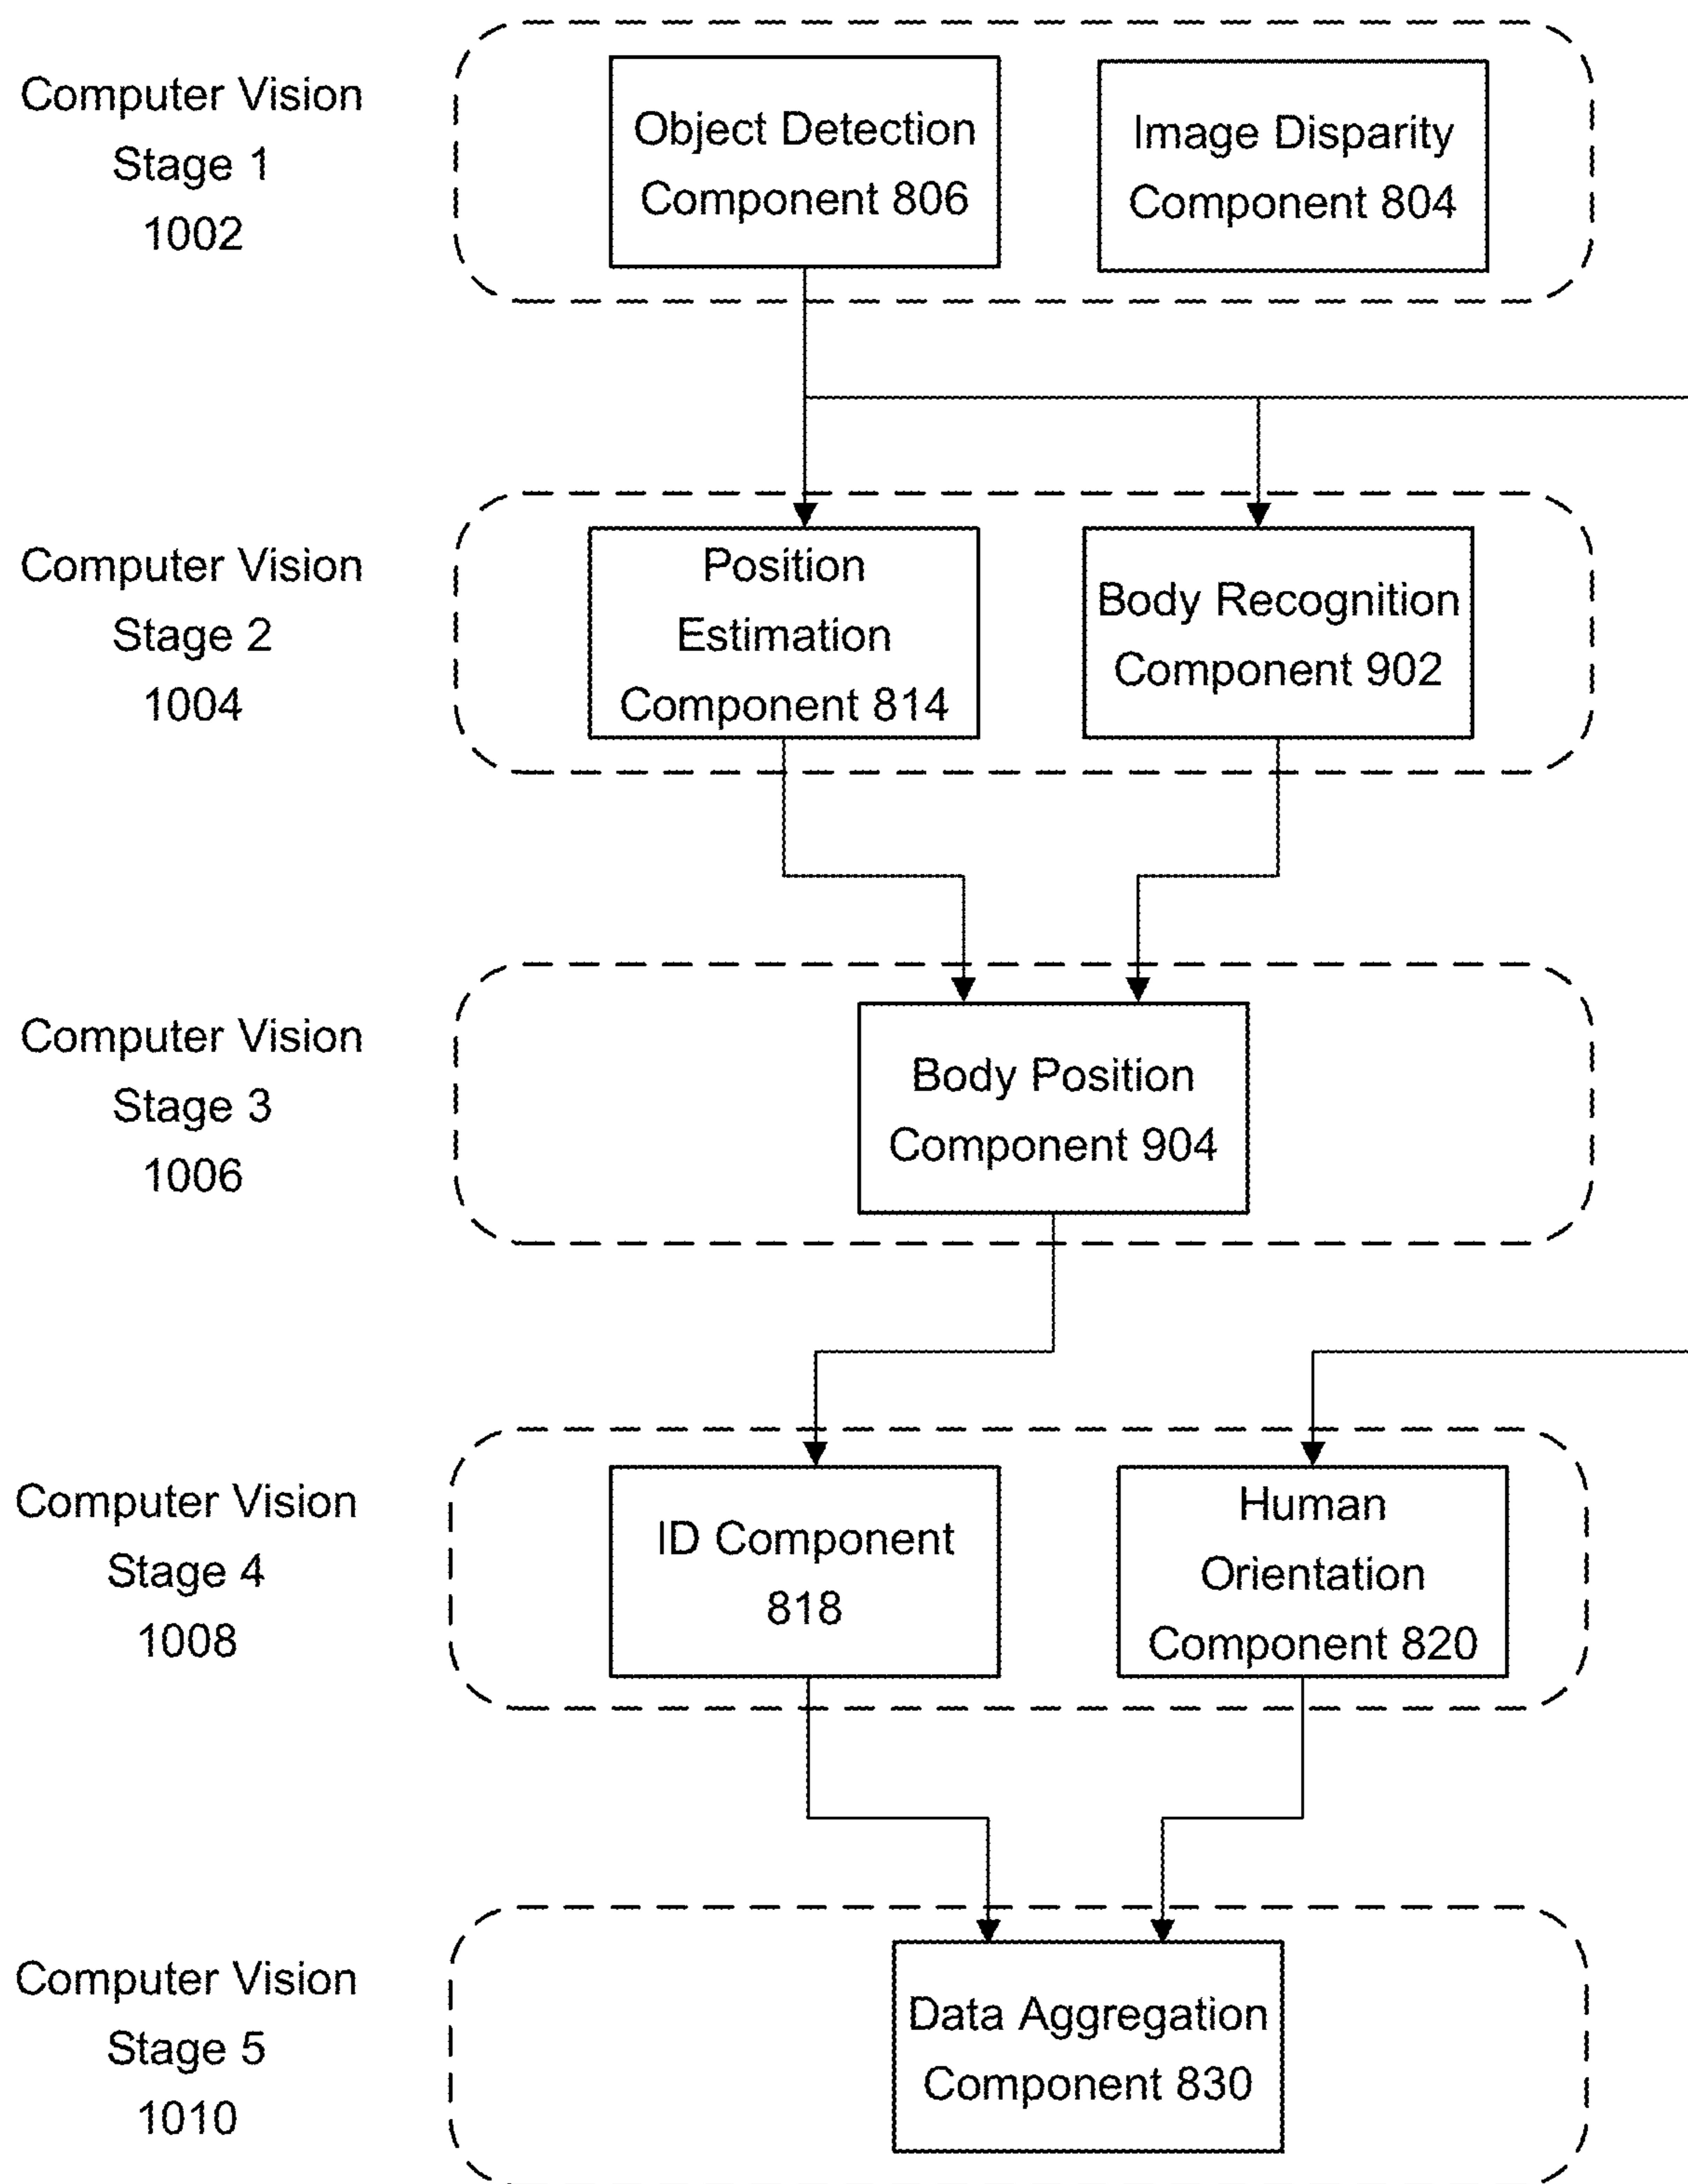 Computer Vision
Stage 1
1002
Object Detection
Component 806
Image Disparity
Component 804
Computer Vision
Stage 2
1004
Position
Estimation
Component 814
Body Recognition
Component 902
Computer Vision
Stage 3
1006
Body Position
Component 904
Computer Vision
Stage 4
1008
ID Component
818
Human
Orientation
Component 820
Computer Vision
Stage 5
1010
Data Aggregation
Component 830